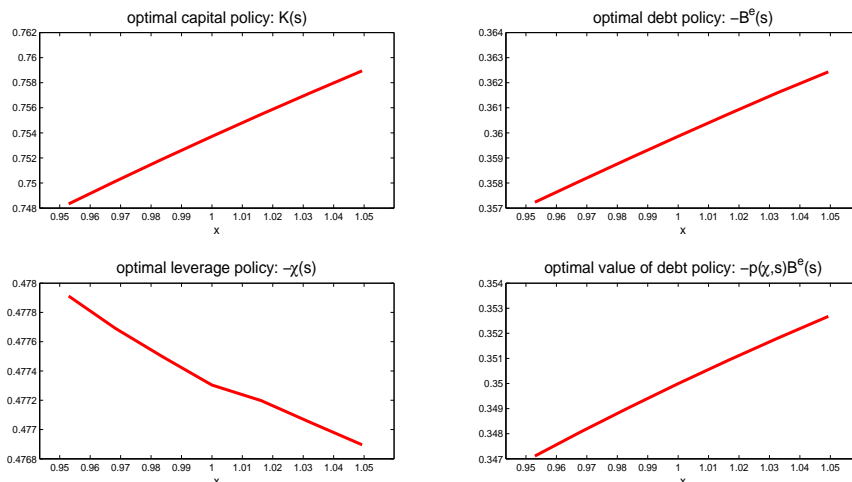 optimal capital policy: K(s)
0.762
0.76
0.758
0.756
0.754
0.752
0.75
0.748
0.95 0.96 0.97 0.98 0.99 1 1.01 1.02 1.03 1.04 1.05
x
optimal debt policy: −Bᵉ(s)
0.364
0.363
0.362
0.361
0.36
0.359
0.358
0.357
0.95 0.96 0.97 0.98 0.99 1 1.01 1.02 1.03 1.04 1.05
x
optimal leverage policy: −χ(s)
0.478
0.4778
0.4776
0.4774
0.4772
0.477
0.4768
0.95 0.96 0.97 0.98 0.99 1 1.01 1.02 1.03 1.04 1.05
x
optimal value of debt policy: −p(χ,s)Bᵉ(s)
0.354
0.353
0.352
0.351
0.35
0.349
0.348
0.347
0.95 0.96 0.97 0.98 0.99 1 1.01 1.02 1.03 1.04 1.05
x